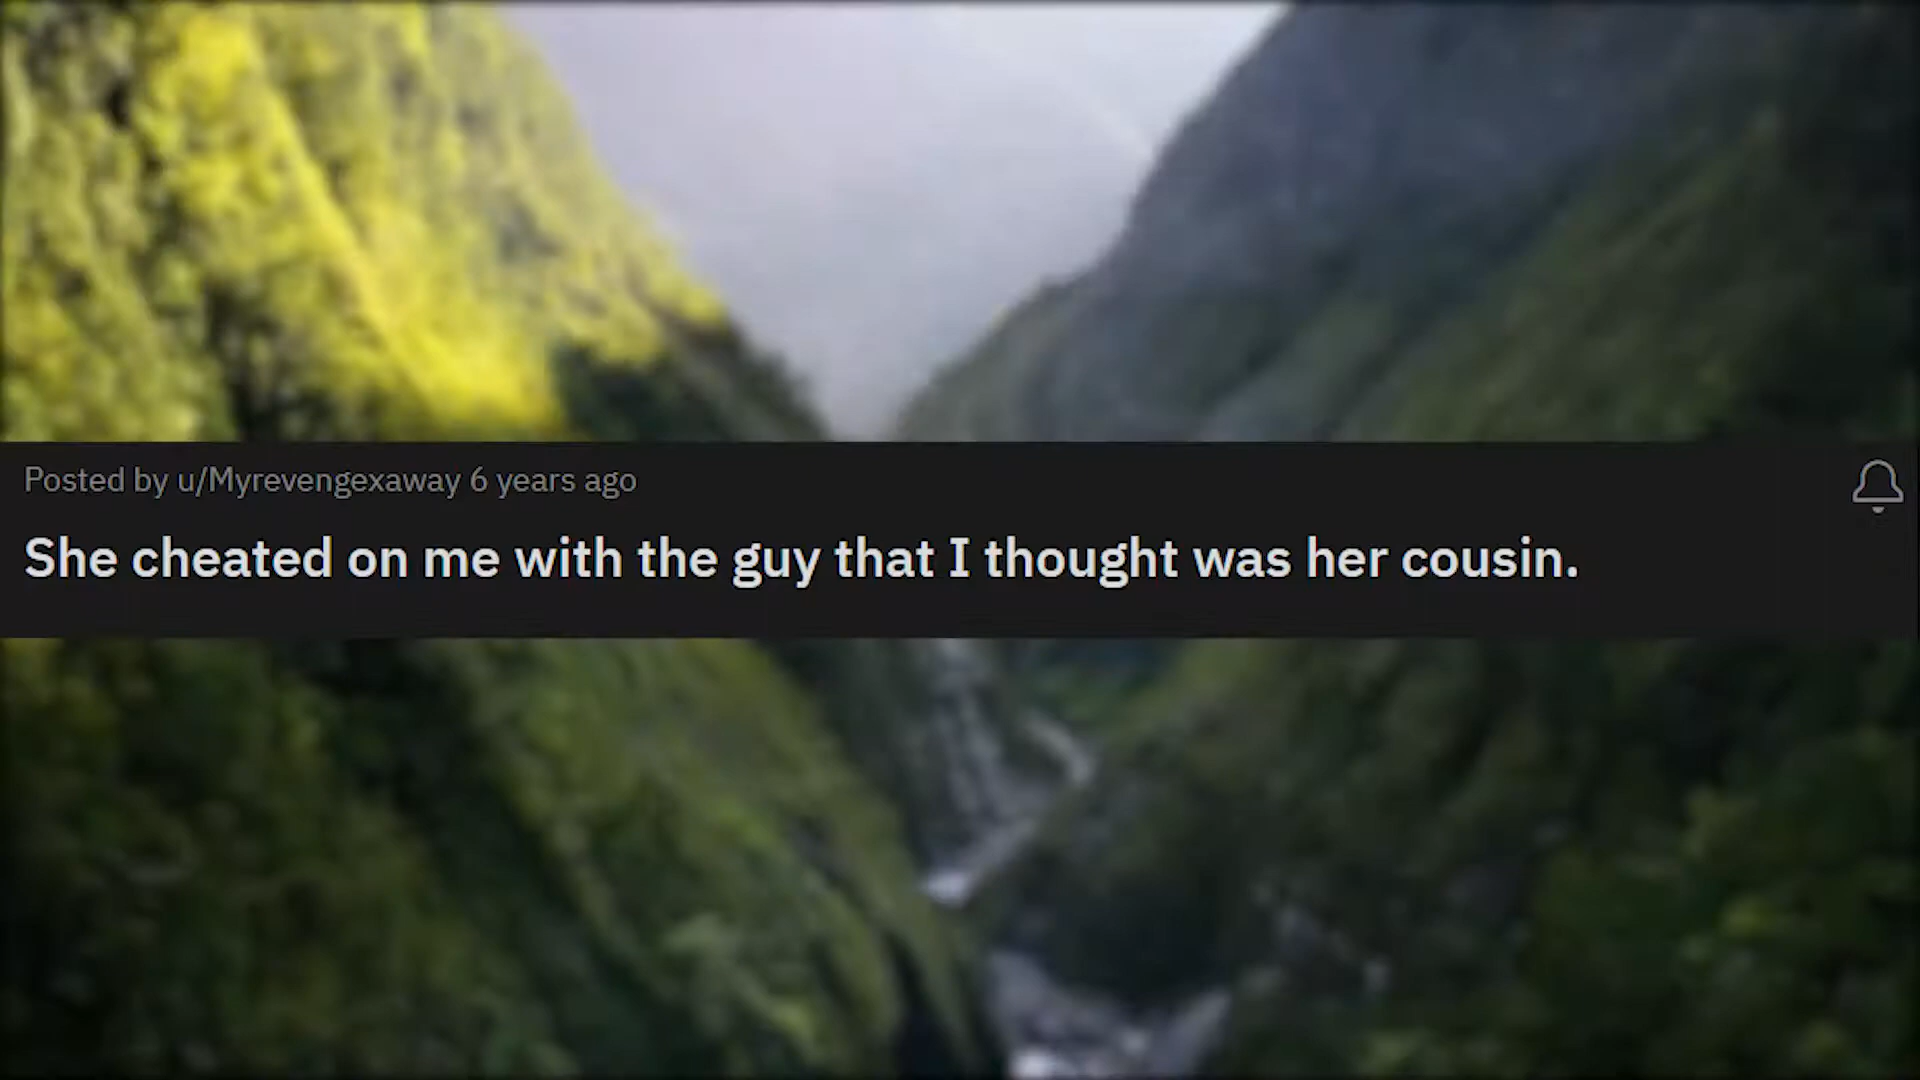 Posted by u/Myrevengexaway 6 years ago
She cheated on me with the guy that I thought was her cousin.